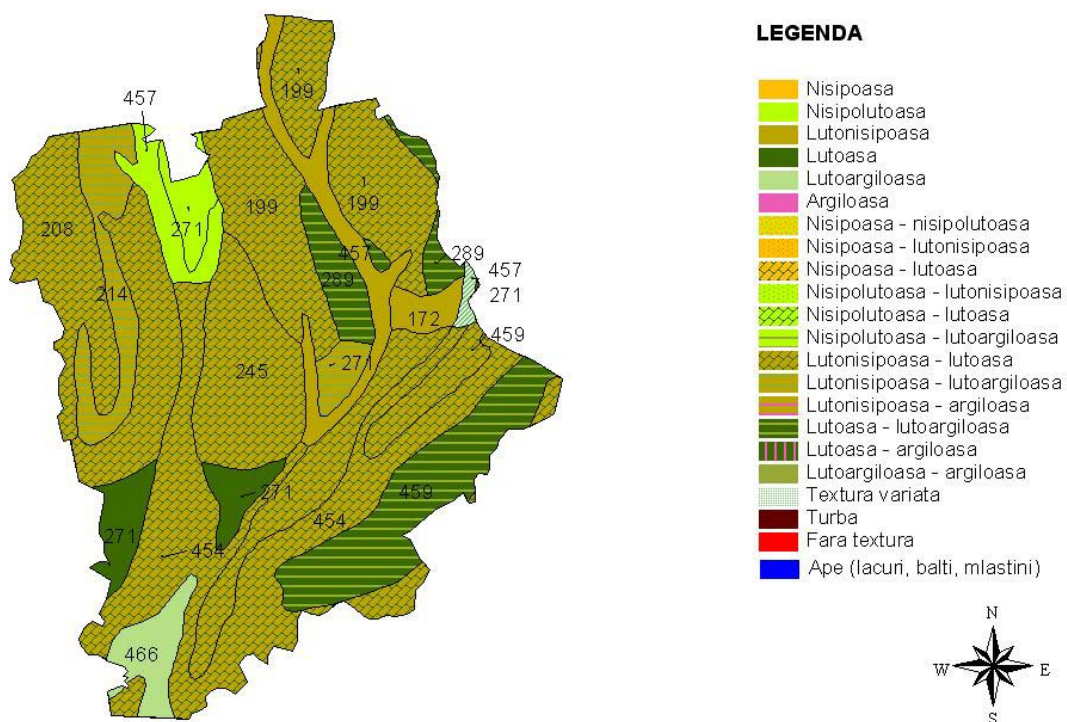 199
457
199
199
208
271
457
289
289
457
271
214
172
459
245
271
459
271
454
271
454
466
LEGENDA
Nisipoasa
Nisipolutoasa
Lutonisipoasa
Lutoasa
Lutoargiloasa
Argiloasa
Nisipoasa - nisipolutoasa
Nisipoasa - lutonisipoasa
Nisipoasa - lutoasa
Nisipolutoasa - lutonisipoasa
Nisipolutoasa - lutoasa
Nisipolutoasa - lutoargiloasa
Lutonisipoasa - lutoasa
Lutonisipoasa - lutoargiloasa
Lutonisipoasa - argiloasa
Lutoasa - lutoargiloasa
Lutoasa - argiloasa
Lutoargiloasa - argiloasa
Textura variata
Turba
Fara textura
Ape (lacuri, balti, mlastini)
N
W E
S